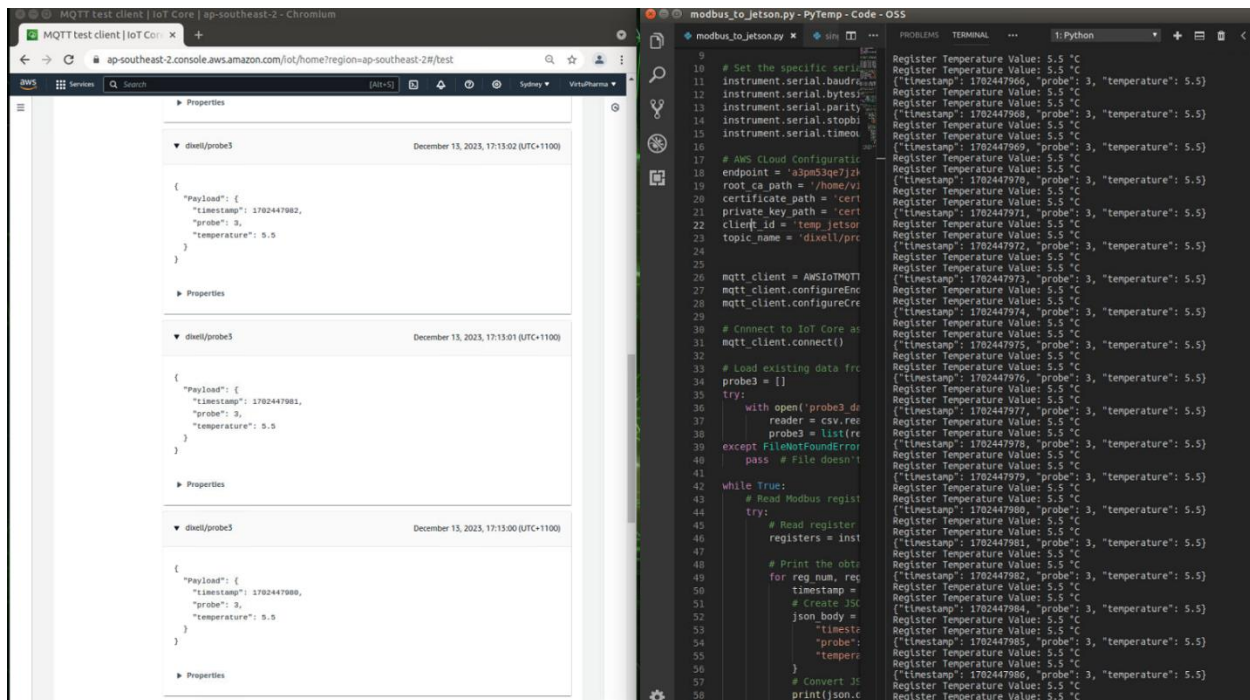 MQTT test client | IoT Core | ap-southeast-2 - Chromium
MQTT test client | IoT Cor
ap-southeast-2.console.aws.amazon.com/iot/home?region=ap-southeast-2#/test
aws Services Search [Alt+S] Sydney VirtuPharma
Properties
dixell/probe3 December 13, 2023, 17:13:02 (UTC+1100)
{
"Payload": {
"timestamp": 1702447982,
"probe": 3,
"temperature": 5.5
}
}
Properties
dixell/probe3 December 13, 2023, 17:13:01 (UTC+1100)
{
"Payload": {
"timestamp": 1702447981,
"probe": 3,
"temperature": 5.5
}
}
Properties
dixell/probe3 December 13, 2023, 17:13:00 (UTC+1100)
{
"Payload": {
"timestamp": 1702447980,
"probe": 3,
"temperature": 5.5
}
}
Properties
modbus_to_jetson.py - PyTemp - Code - OSS
modbus_to_jetson.py
9
10 # Set the specific seri
11 instrument.serial.baudra
12 instrument.serial.bytesi
13 instrument.serial.parity
14 instrument.serial.stopbi
15 instrument.serial.timeou
16
17 # AWS CLoud Configuratio
18 endpoint = 'a3pm53qe7jzk
19 root_ca_path = '/home/vi
20 certificate_path = 'cert
21 private_key_path = 'cert
22 client_id = 'temp_jetson
23 topic_name = 'dixell/pro
24
25
26 mqtt_client = AWSIoTMQTT
27 mqtt_client.configureEnd
28 mqtt_client.configureCre
29
30 # Cnnnect to IoT Core as
31 mqtt_client.connect()
32
33 # Load existing data fro
34 probe3 = []
35 try:
36 with open('probe3_da
37 reader = csv.rea
38 probe3 = list(re
39 except FileNotFoundError
40 pass # File doesn't
41
42 while True:
43 # Read Modbus regist
44 try:
45 # Read register
46 registers = inst
47
48 # Print the obta
49 for reg_num, reg
50 timestamp =
51 # Create JSO
52 json_body =
53 "timesta
54 "probe":
55 "tempera
56 }
57 # Convert JS
58 print(json.d
PROBLEMS TERMINAL ... 1: Python
Register Temperature Value: 5.5 °C
Register Temperature Value: 5.5 °C
{"timestamp": 1702447966, "probe": 3, "temperature": 5.5}
Register Temperature Value: 5.5 °C
Register Temperature Value: 5.5 °C
{"timestamp": 1702447968, "probe": 3, "temperature": 5.5}
Register Temperature Value: 5.5 °C
Register Temperature Value: 5.5 °C
{"timestamp": 1702447969, "probe": 3, "temperature": 5.5}
Register Temperature Value: 5.5 °C
Register Temperature Value: 5.5 °C
{"timestamp": 1702447970, "probe": 3, "temperature": 5.5}
Register Temperature Value: 5.5 °C
Register Temperature Value: 5.5 °C
{"timestamp": 1702447971, "probe": 3, "temperature": 5.5}
Register Temperature Value: 5.5 °C
Register Temperature Value: 5.5 °C
{"timestamp": 1702447972, "probe": 3, "temperature": 5.5}
Register Temperature Value: 5.5 °C
Register Temperature Value: 5.5 °C
{"timestamp": 1702447973, "probe": 3, "temperature": 5.5}
Register Temperature Value: 5.5 °C
Register Temperature Value: 5.5 °C
{"timestamp": 1702447974, "probe": 3, "temperature": 5.5}
Register Temperature Value: 5.5 °C
Register Temperature Value: 5.5 °C
{"timestamp": 1702447975, "probe": 3, "temperature": 5.5}
Register Temperature Value: 5.5 °C
Register Temperature Value: 5.5 °C
{"timestamp": 1702447976, "probe": 3, "temperature": 5.5}
Register Temperature Value: 5.5 °C
Register Temperature Value: 5.5 °C
{"timestamp": 1702447977, "probe": 3, "temperature": 5.5}
Register Temperature Value: 5.5 °C
Register Temperature Value: 5.5 °C
{"timestamp": 1702447978, "probe": 3, "temperature": 5.5}
Register Temperature Value: 5.5 °C
Register Temperature Value: 5.5 °C
{"timestamp": 1702447979, "probe": 3, "temperature": 5.5}
Register Temperature Value: 5.5 °C
Register Temperature Value: 5.5 °C
{"timestamp": 1702447980, "probe": 3, "temperature": 5.5}
Register Temperature Value: 5.5 °C
Register Temperature Value: 5.5 °C
{"timestamp": 1702447981, "probe": 3, "temperature": 5.5}
Register Temperature Value: 5.5 °C
Register Temperature Value: 5.5 °C
{"timestamp": 1702447982, "probe": 3, "temperature": 5.5}
Register Temperature Value: 5.5 °C
Register Temperature Value: 5.5 °C
{"timestamp": 1702447984, "probe": 3, "temperature": 5.5}
Register Temperature Value: 5.5 °C
Register Temperature Value: 5.5 °C
{"timestamp": 1702447985, "probe": 3, "temperature": 5.5}
Register Temperature Value: 5.5 °C
Register Temperature Value: 5.5 °C
{"timestamp": 1702447986, "probe": 3, "temperature": 5.5}
Register Temperature Value: 5.5 °C
Register Temperature Value: 5.5 °C